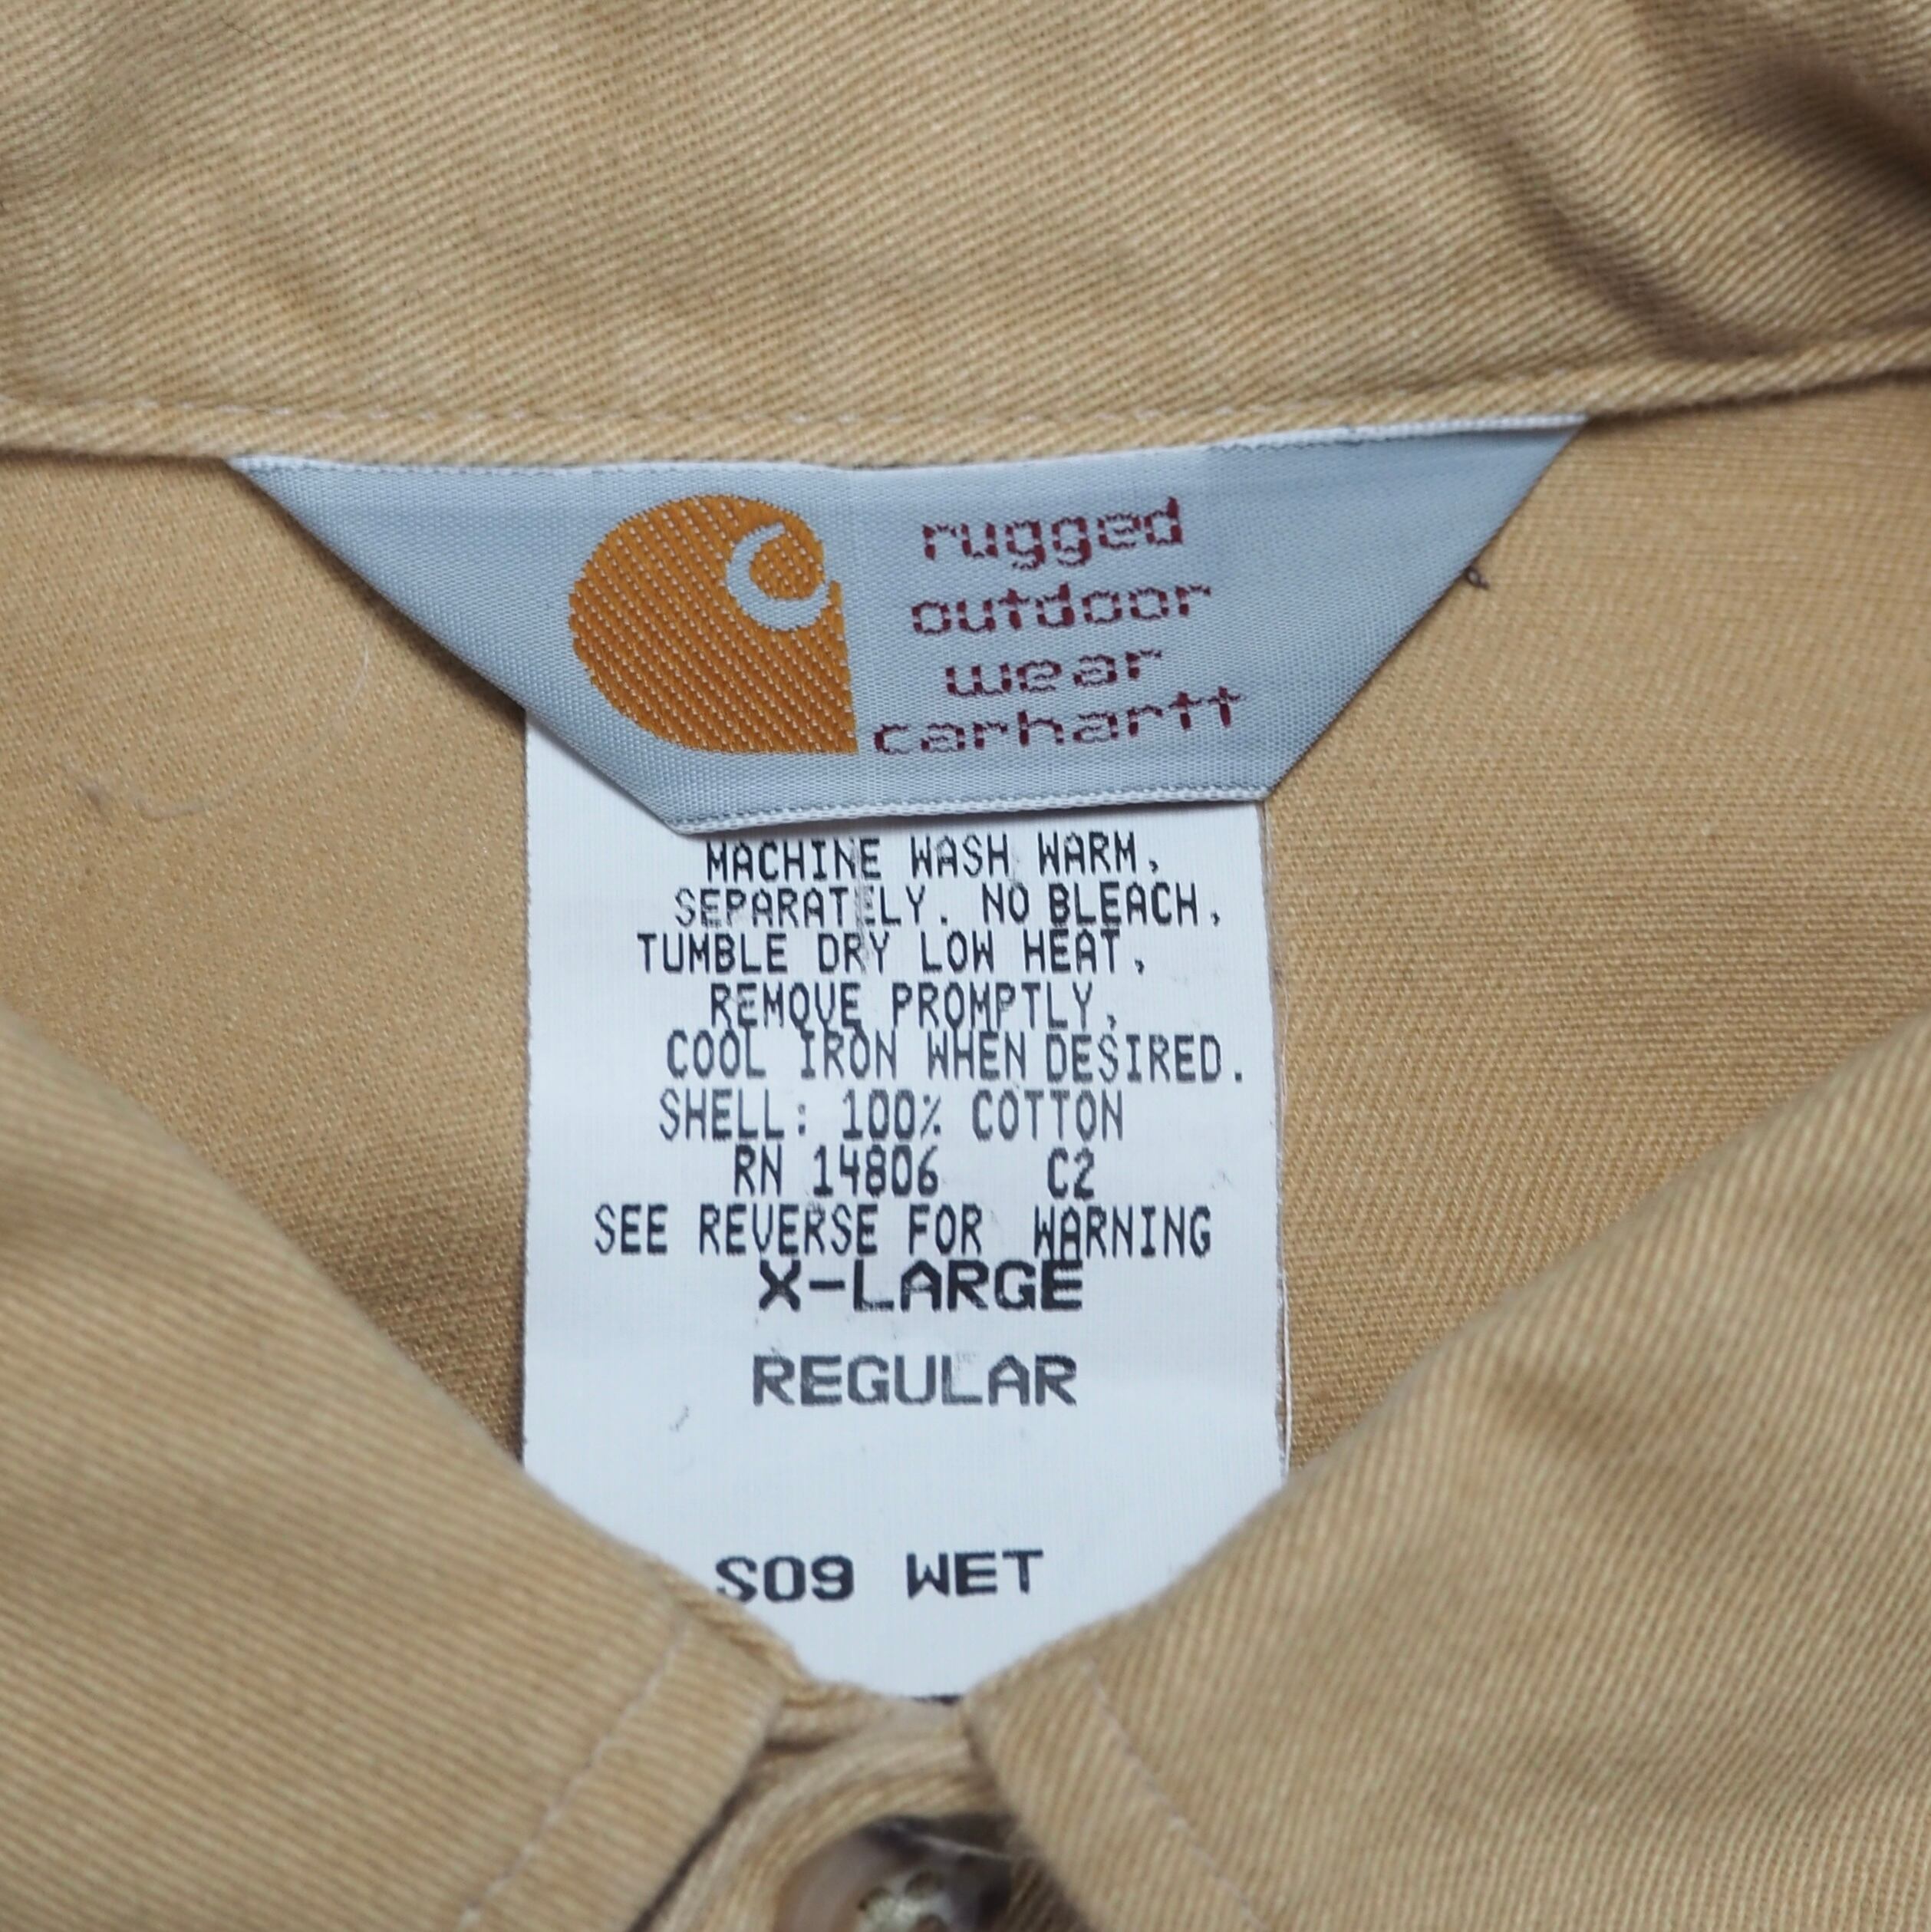 rugged
outdoor
wear
carhartt
MACHINE WASH WARM,
SEPARATELY. NO BLEACH,
TUMBLE DRY LOW HEAT,
REMOVE PROMPTLY,
COOL IRON WHEN DESIRED.
SHELL: 100% COTTON
RN 14806 C2
SEE REVERSE FOR WARNING
X-LARGE
REGULAR
S09 WET